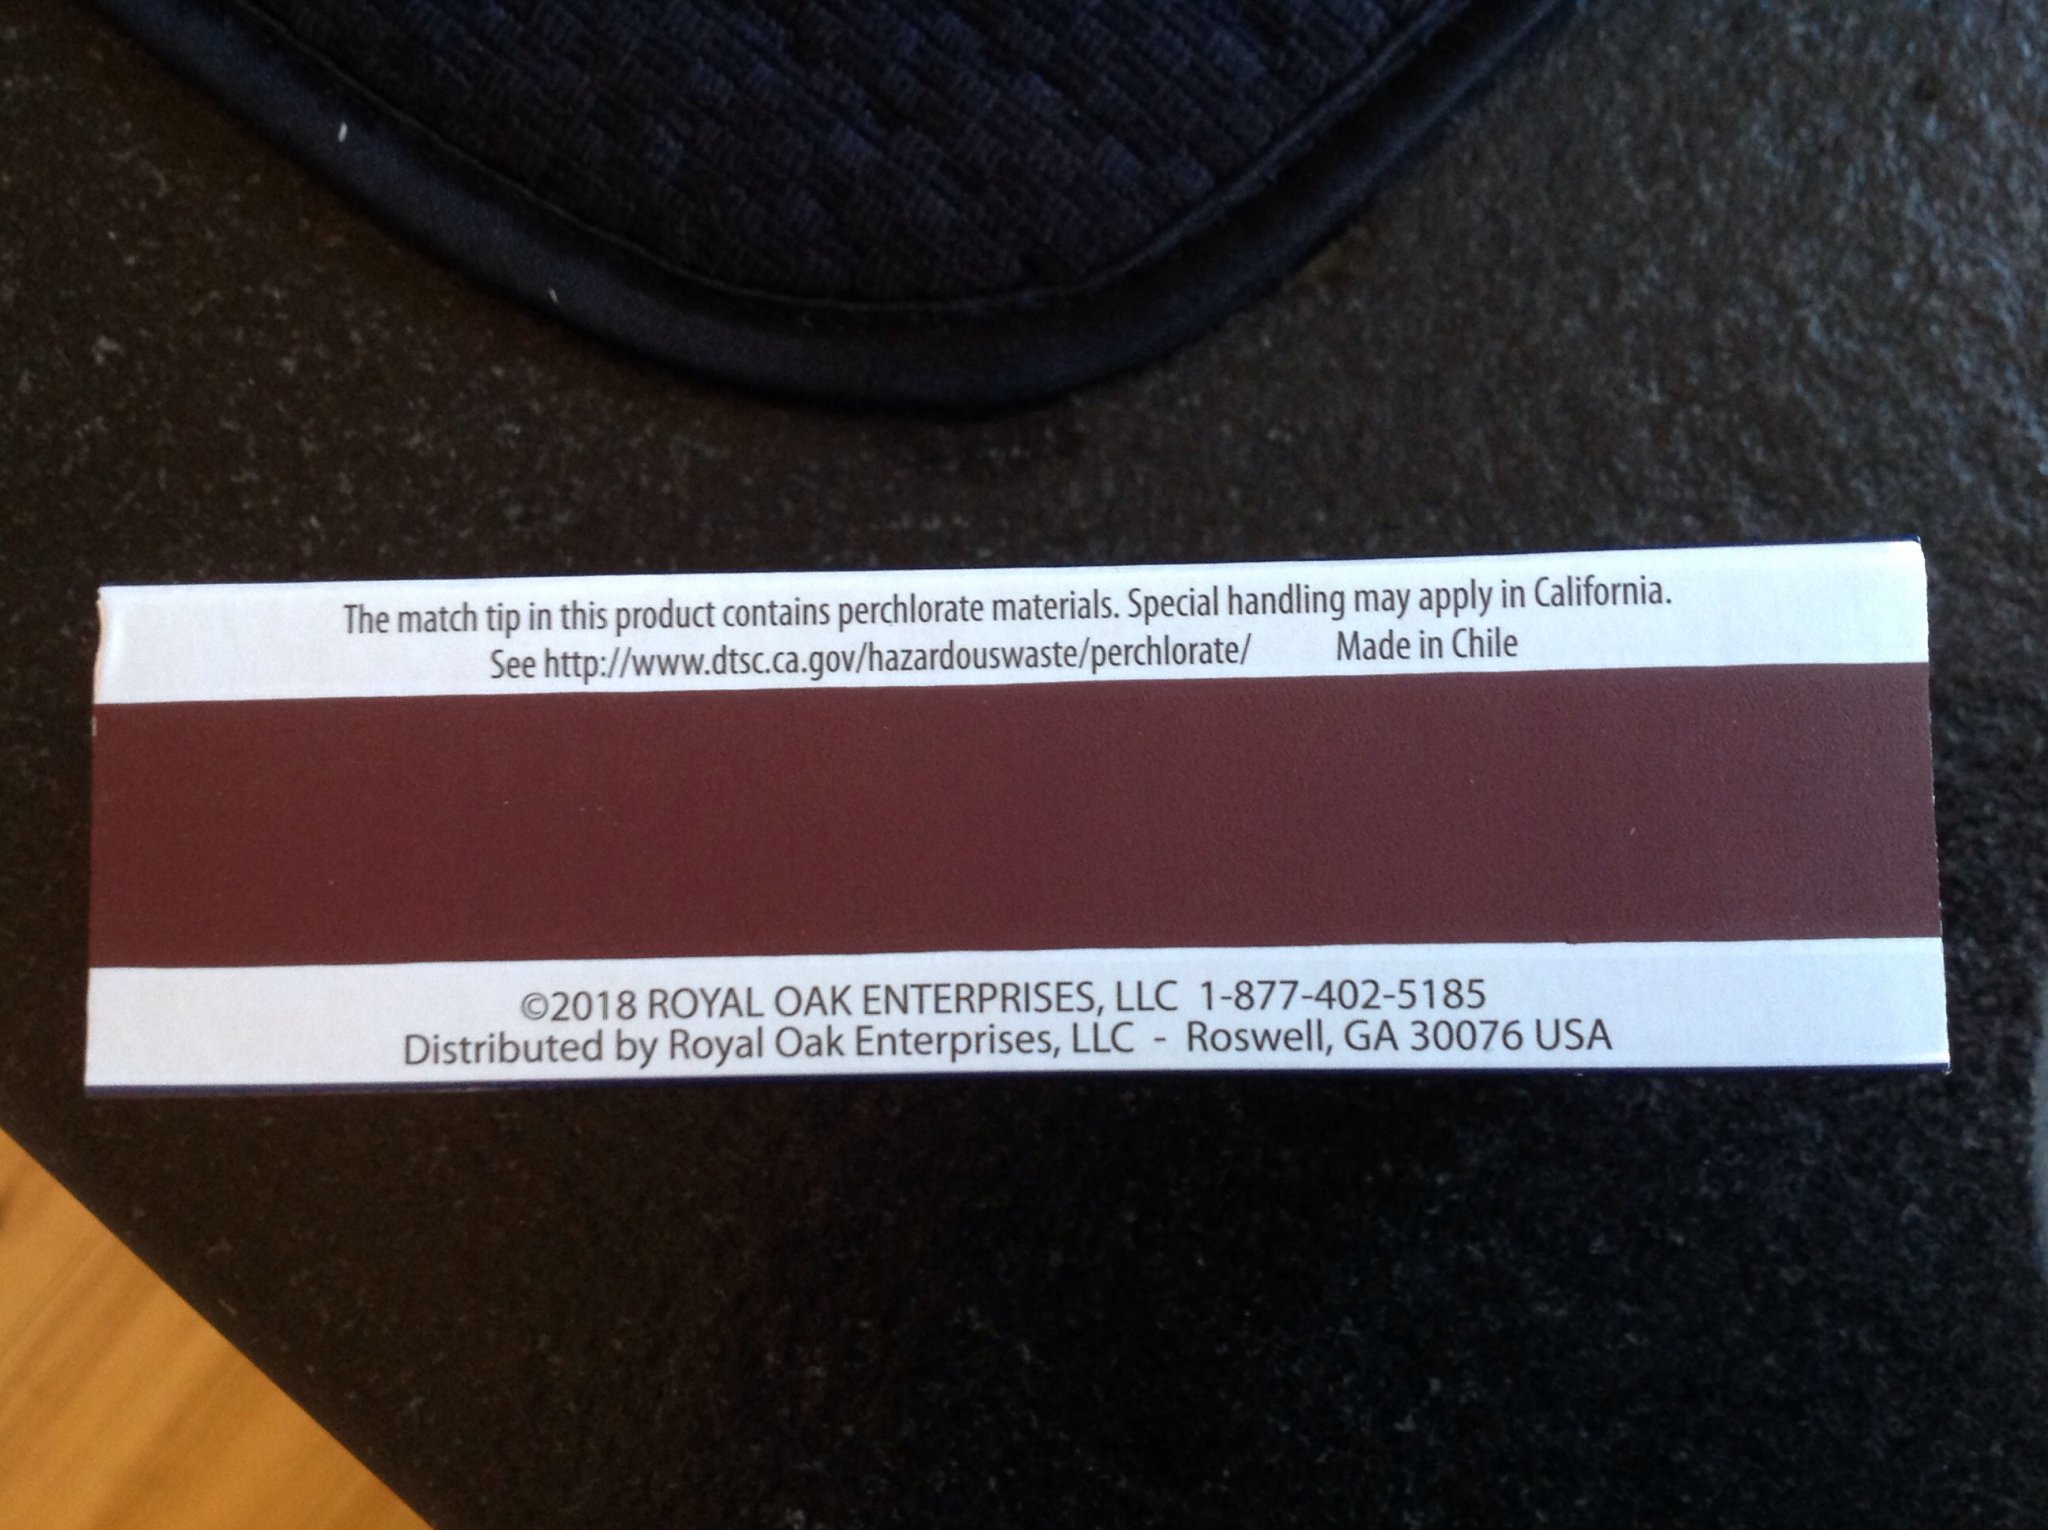 The match tip in this product contains perchlorate materials. Special handling may apply in California.
See http://www.dtsc.ca.gov/hazardouswaste/perchlorate/ Made in Chile
©2018 ROYAL OAK ENTERPRISES, LLC 1-877-402-5185
Distributed by Royal Oak Enterprises, LLC - Roswell, GA 30076 USA